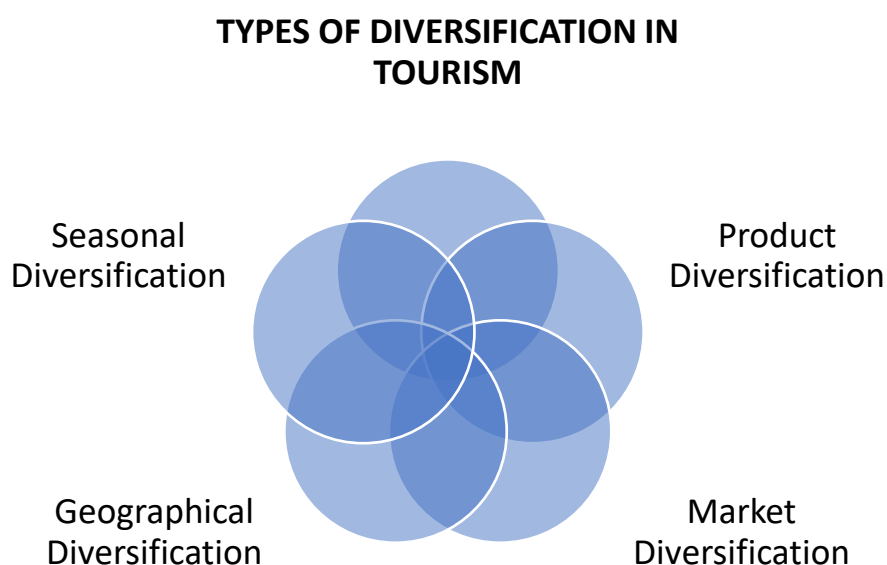 TYPES OF DIVERSIFICATION IN
TOURISM
Seasonal
Diversification
Product
Diversification
Geographical
Diversification
Market
Diversification